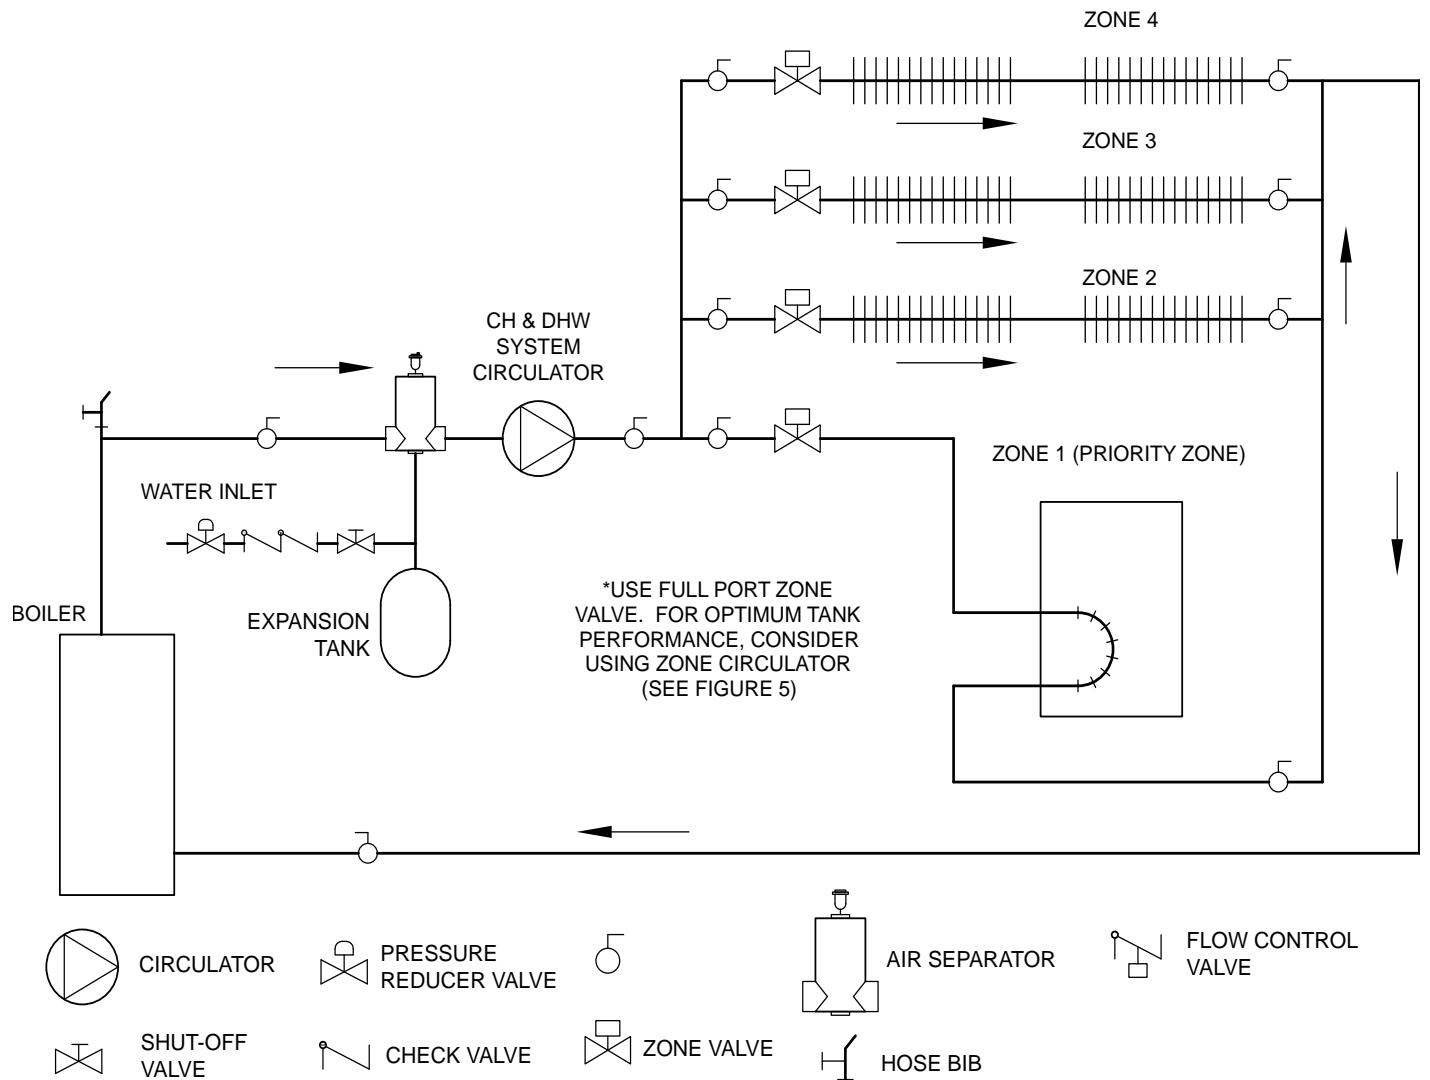 ZONE 4
ZONE 3
ZONE 2
CH & DHW
SYSTEM
CIRCULATOR
ZONE 1 (PRIORITY ZONE)
WATER INLET
BOILER
EXPANSION
TANK
*USE FULL PORT ZONE
VALVE. FOR OPTIMUM TANK
PERFORMANCE, CONSIDER
USING ZONE CIRCULATOR
(SEE FIGURE 5)
CIRCULATOR
PRESSURE
REDUCER VALVE
AIR SEPARATOR
FLOW CONTROL
VALVE
SHUT-OFF
VALVE
CHECK VALVE
ZONE VALVE
HOSE BIB